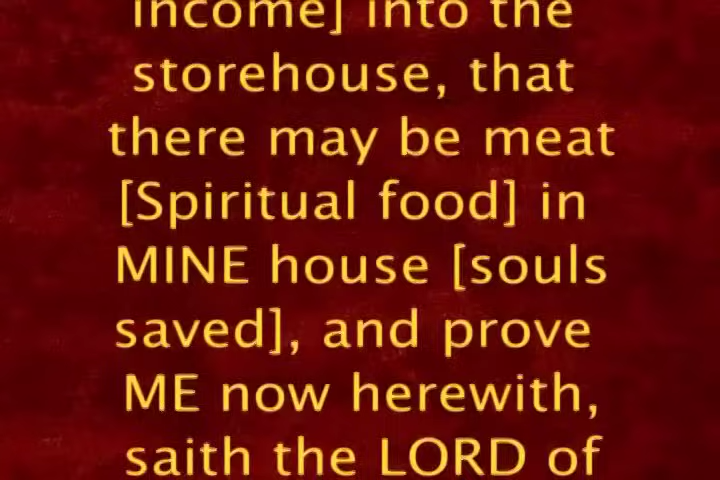 income] into the
storehouse, that
there may be meat
[Spiritual food] in
MINE house [souls
saved], and prove
ME now herewith,
saith the LORD of